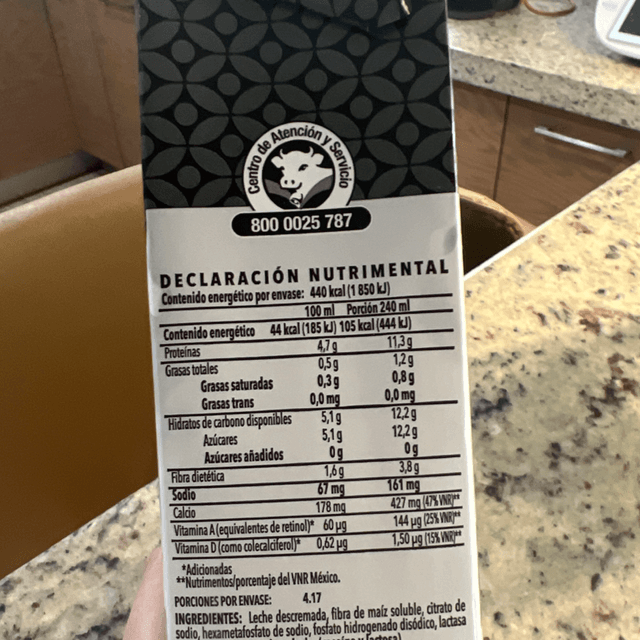 Centro de Atención y Servicio
800 0025 787
DECLARACIÓN NUTRIMENTAL
Contenido energético por envase: 440 kcal (1 850 kJ)
100 ml Porción 240 ml
Contenido energético 44 kcal (185 kJ) 105 kcal (444 kJ)
Proteínas 4,7 g 11,3 g
Grasas totales 0,5 g 1,2 g
Grasas saturadas 0,3 g 0,8 g
Grasas trans 0,0 mg 0,0 mg
Hidratos de carbono disponibles 5,1 g 12,2 g
Azúcares 5,1 g 12,2 g
Azúcares añadidos 0 g 0 g
Fibra dietética 1,6 g 3,8 g
Sodio 67 mg 161 mg
Calcio 178 mg 427 mg (47% VNR)**
Vitamina A (equivalentes de retinol)* 60 µg 144 µg (25% VNR)**
Vitamina D (como colecalciferol)* 0,62 µg 1,50 µg (15% VNR)**
*Adicionadas
**Nutrimentos/porcentaje del VNR México.
PORCIONES POR ENVASE: 4.17
INGREDIENTES: Leche descremada, fibra de maíz soluble, citrato de
sodio, hexametafosfato de sodio, fosfato hidrogenado disódico, lactasa